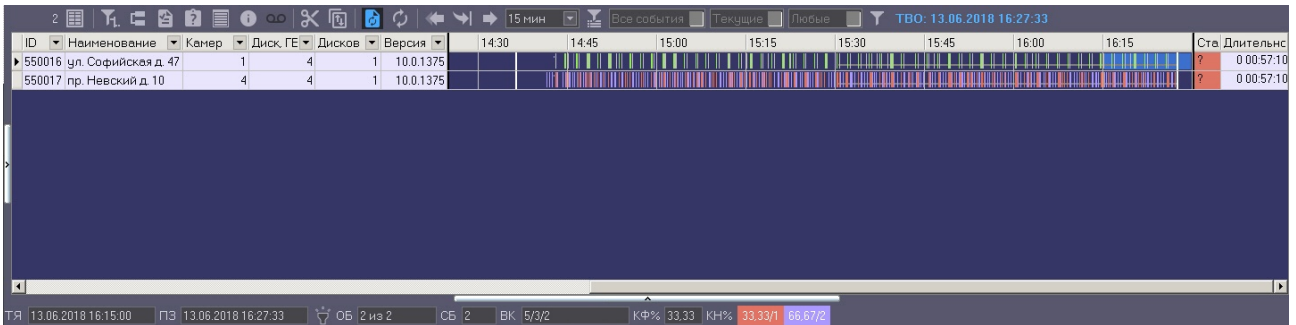 2 15 мин Все события Текущие Любые ТВО: 13.06.2018 16:27:33
ID Наименование Камер Диск, ГЕ Дисков Версия 14:30 14:45 15:00 15:15 15:30 15:45 16:00 16:15 Ста Длительнс
550016 ул. Софийская д. 47 1 4 1 10.0.1375 ? 0 00:57:10
550017 пр. Невский д. 10 4 4 1 10.0.1375 ? 0 00:57:10
ТЯ 13.06.2018 16:15:00 ПЗ 13.06.2018 16:27:33 ОБ 2 из 2 СБ 2 ВК 5/3/2 КФ% 33,33 КН% 33,33/1 66,67/2